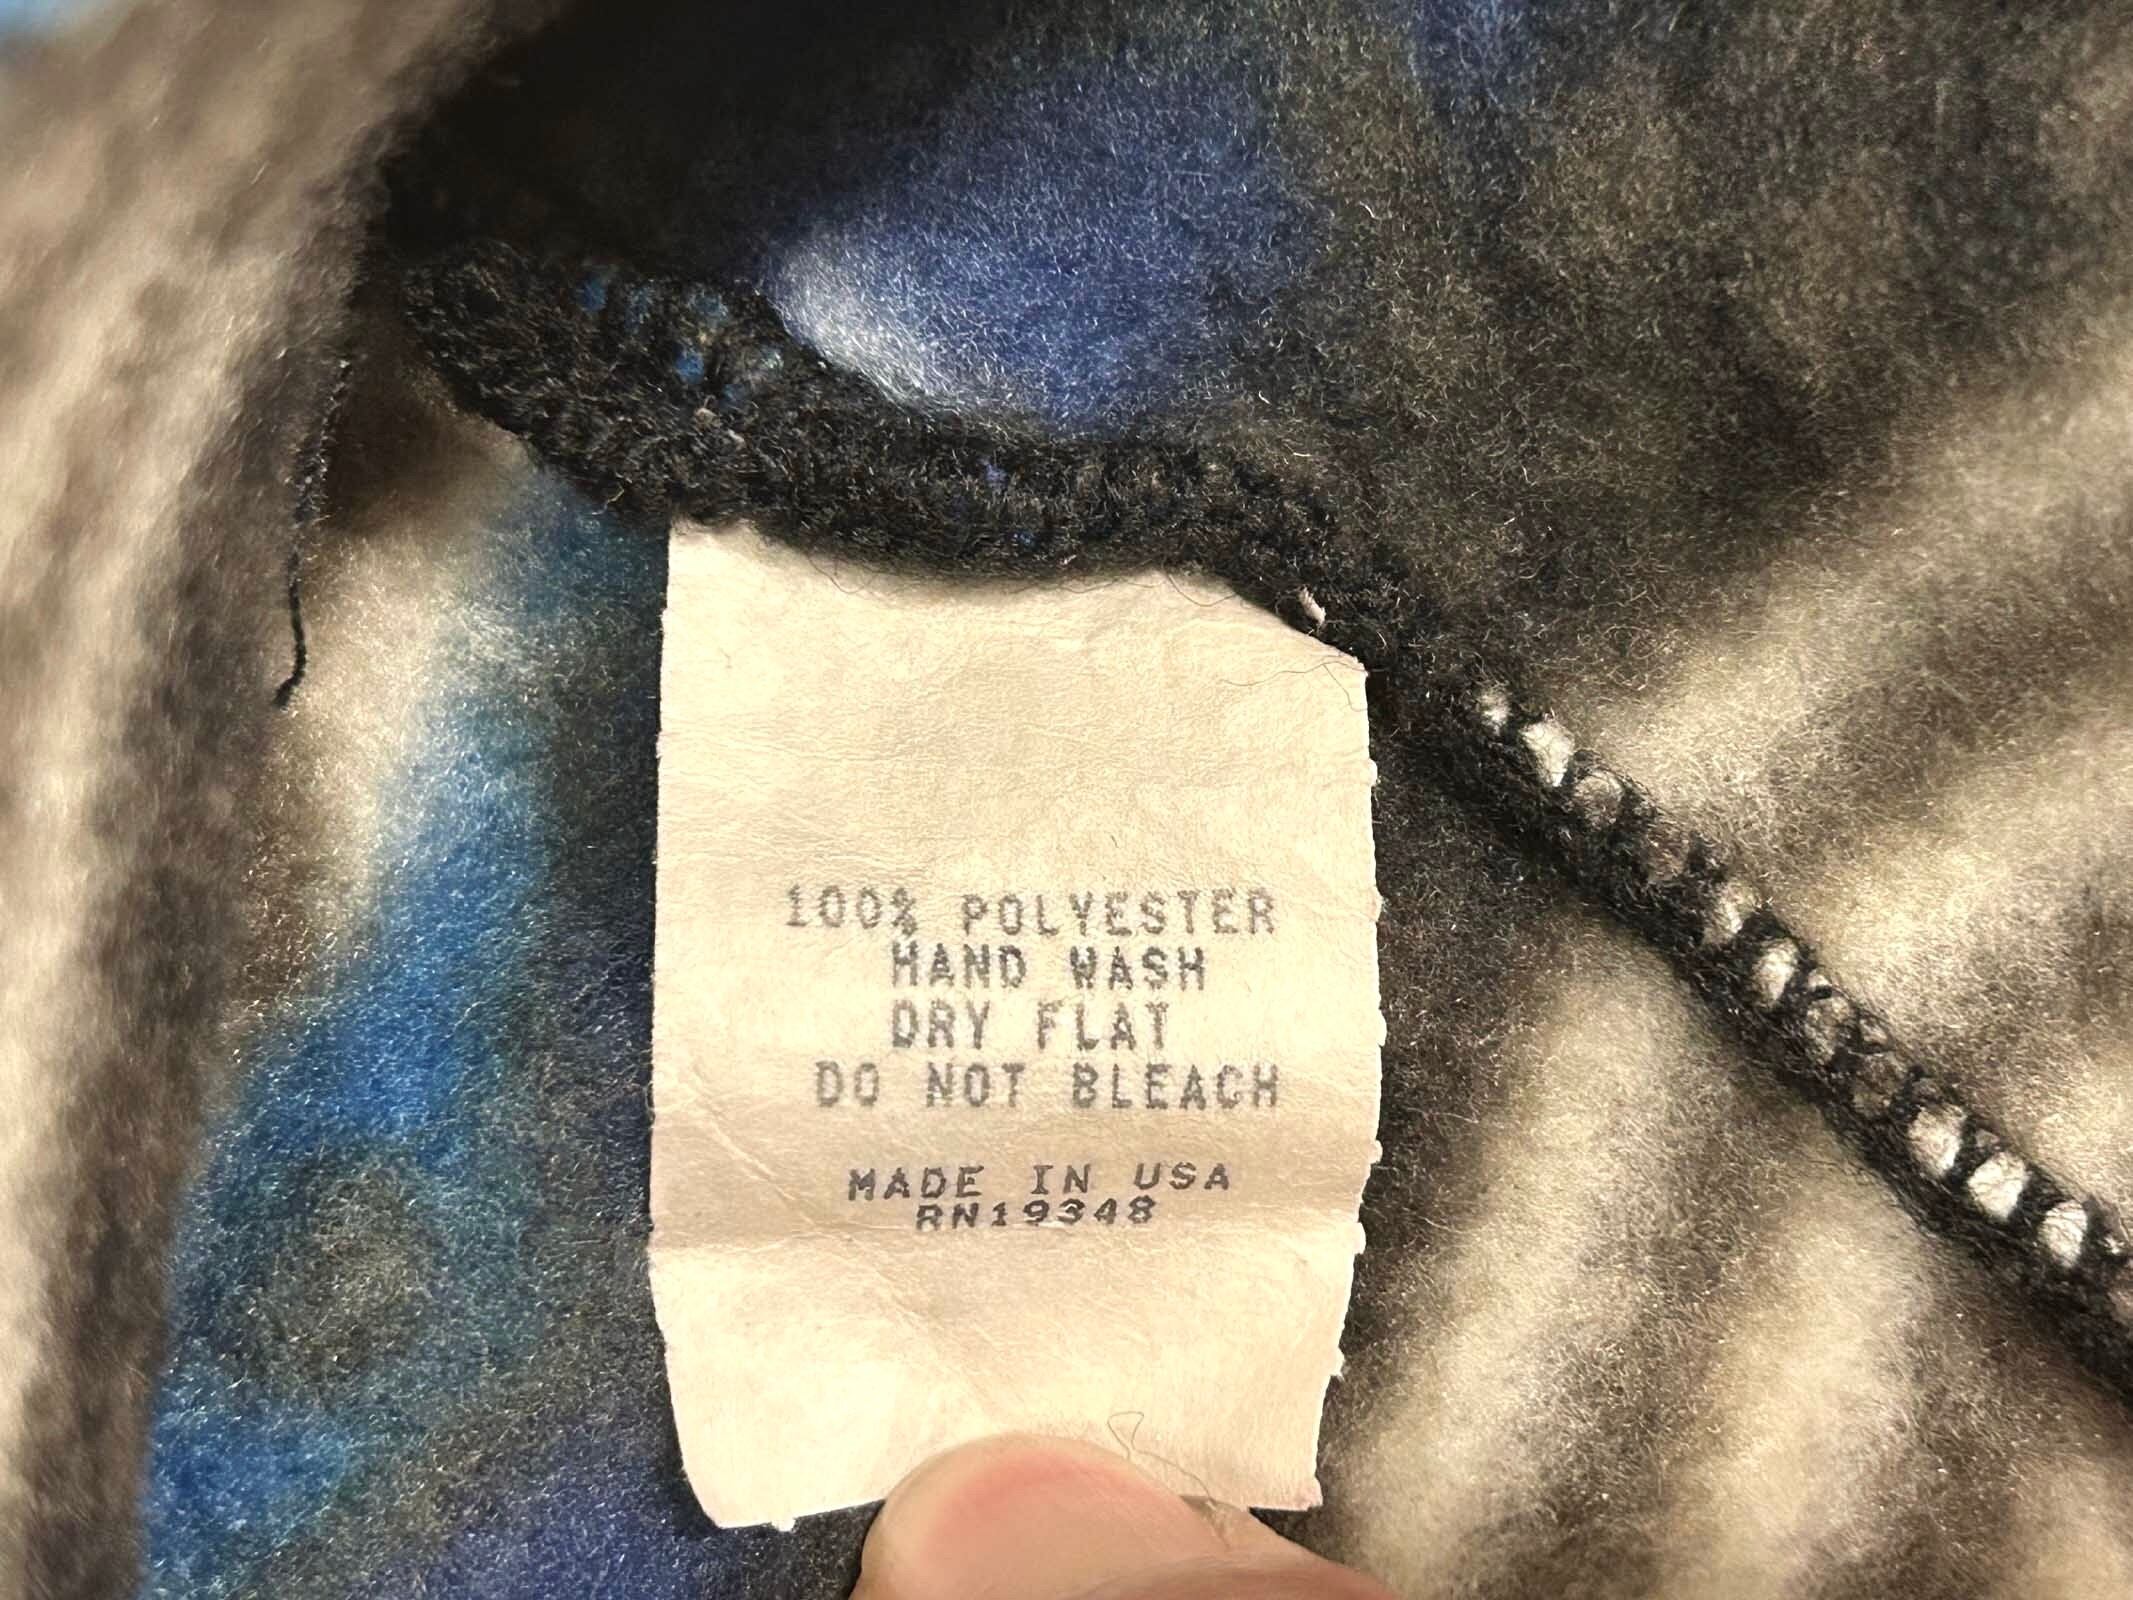 100% POLYESTER
HAND WASH
DRY FLAT
DO NOT BLEACH
MADE IN USA
RN19348